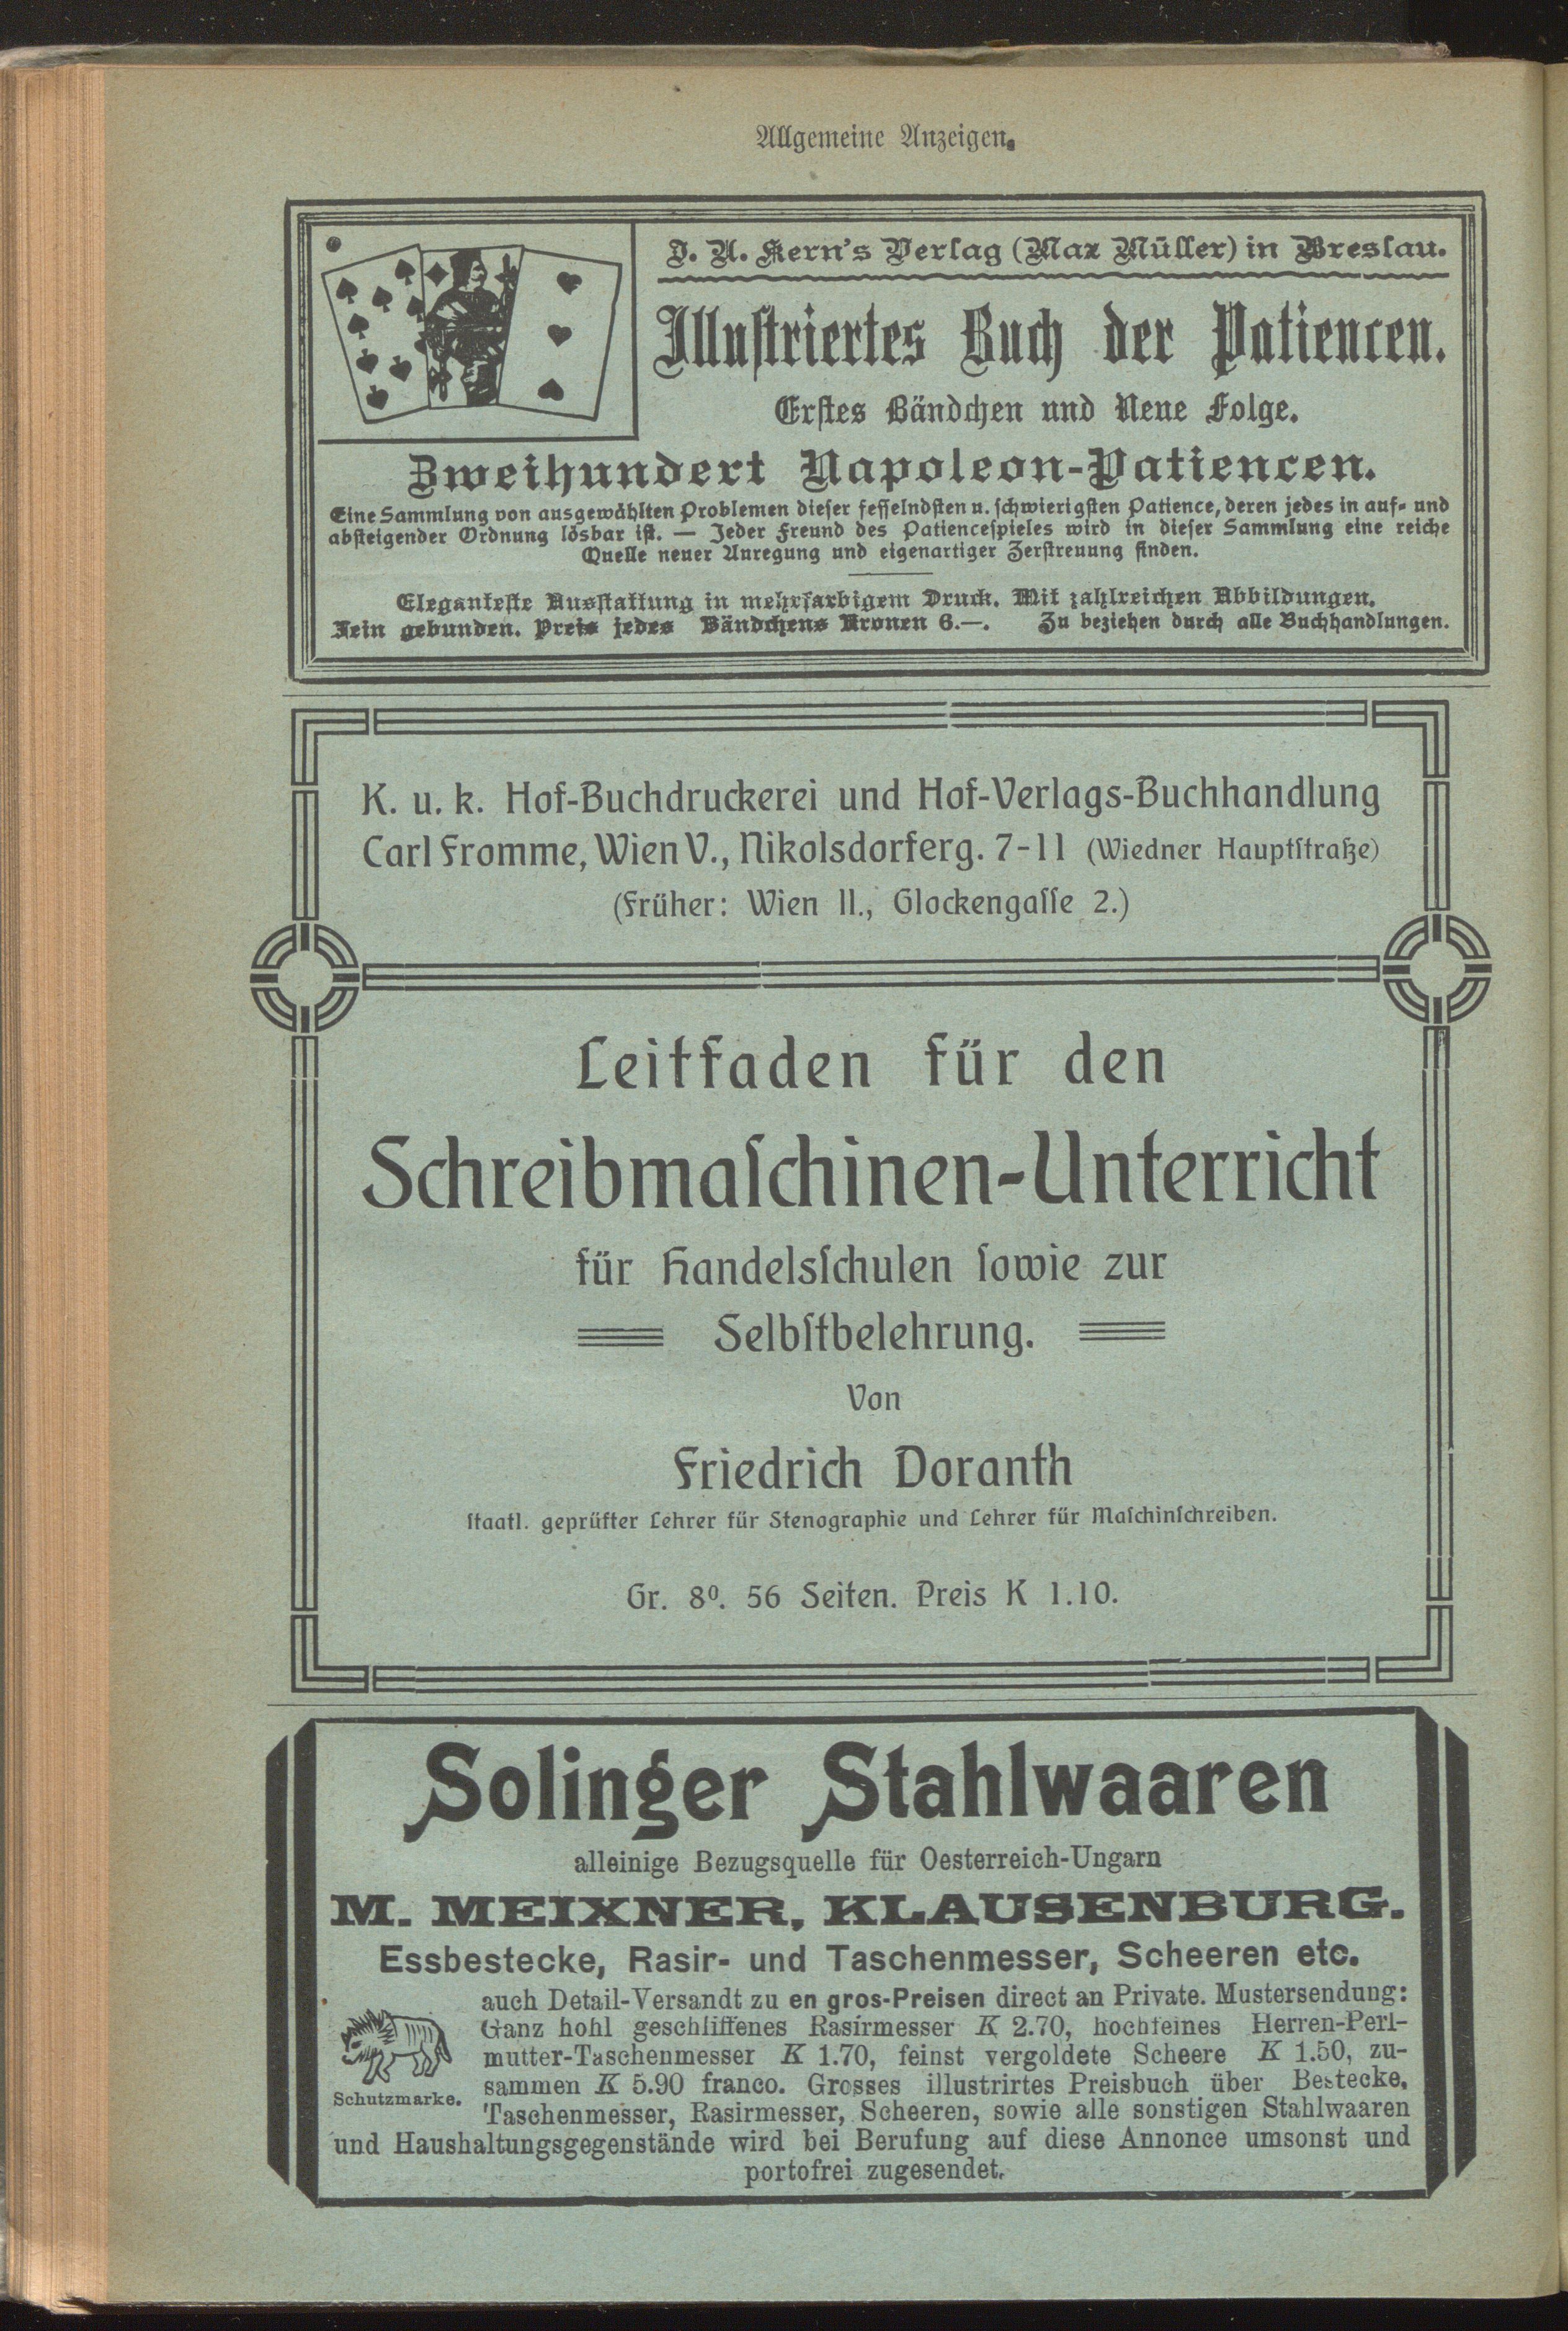 Allgemeine Anzeigen.
J. U. Kern's Verlag (Max Müller) in Breslau.
Illuſtriertes Buch der Patiencen.
Erſtes Bändchen und Neue Folge.
Zweihundert Napoleon-Patiencen.
Eine Sammlung von ausgewählten Problemen dieſer feſſelndſten u. ſchwierigſten Patience, deren jedes in auf- und
abſteigender Ordnung lösbar iſt. — Jeder Freund des Patienceſpieles wird in dieſer Sammlung eine reiche
Quelle neuer Anregung und eigenartiger Zerſtreuung finden.
Eleganteſte Ausſtattung in mehrfarbigem Druck. Mit zahlreichen Abbildungen.
Fein gebunden. Preis jedes Bändchens Kronen 6.—. Zu beziehen durch alle Buchhandlungen.
K. u. k. Hof-Buchdruckerei und Hof-Verlags-Buchhandlung
Carl Fromme, Wien V., Nikolsdorferg. 7-11 (Wiedner Hauptſtraße)
(Früher: Wien II., Glockengaſſe 2.)
Leitfaden für den
Schreibmaſchinen-Unterricht
für Handelsſchulen ſowie zur
Selbſtbelehrung.
Von
Friedrich Doranth
ſtaatl. geprüfter Lehrer für Stenographie und Lehrer für Maſchinſchreiben.
Gr. 8⁰. 56 Seiten. Preis K 1.10.
Solinger Stahlwaaren
alleinige Bezugsquelle für Oesterreich-Ungarn
M. MEIXNER, KLAUSENBURG.
Essbestecke, Rasir- und Taschenmesser, Scheeren etc.
auch Detail-Versandt zu en gros-Preisen direct an Private. Mustersendung:
Ganz hohl geschliffenes Rasirmesser K 2.70, hochfeines Herren-Perl-
mutter-Taschenmesser K 1.70, feinst vergoldete Scheere K 1.50, zu-
sammen K 5.90 franco. Grosses illustrirtes Preisbuch über Bestecke,
Schutzmarke.
Taschenmesser, Rasirmesser, Scheeren, sowie alle sonstigen Stahlwaaren
und Haushaltungsgegenstände wird bei Berufung auf diese Annonce umsonst und
portofrei zugesendet.